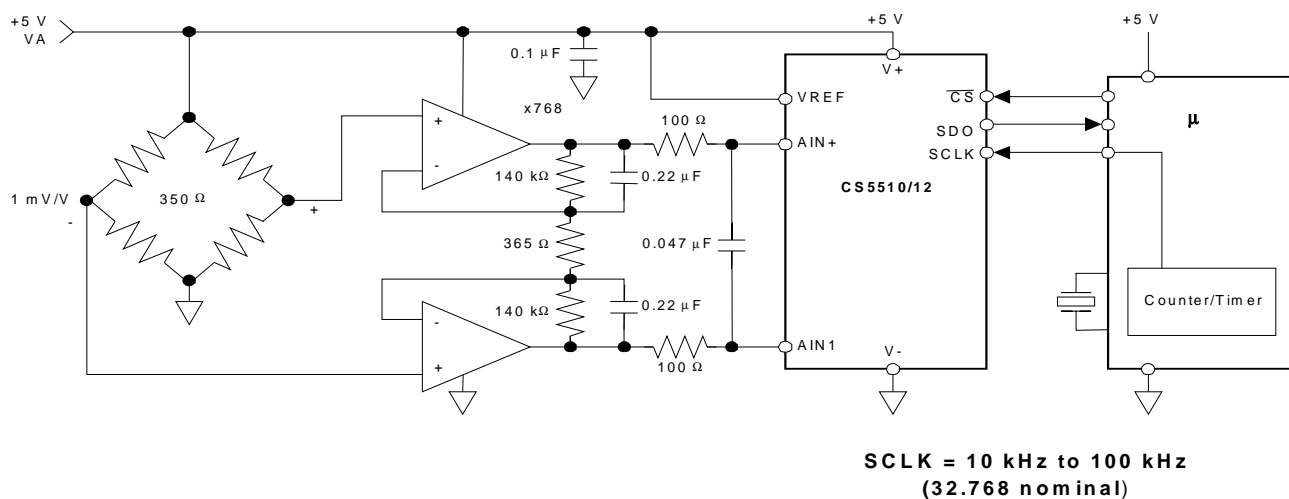 +5 V
VA
0.1 µF
+5 V
+5 V
V+
x768
VREF
CS
SDO
SCLK
µ
+
-
100 Ω
AIN+
140 kΩ
0.22 µF
CS5510/12
1 mV/V
-
350 Ω
+
365 Ω
0.047 µF
140 kΩ
0.22 µF
-
+
100 Ω
AIN1
V-
Counter/Timer
SCLK = 10 kHz to 100 kHz
(32.768 nominal)